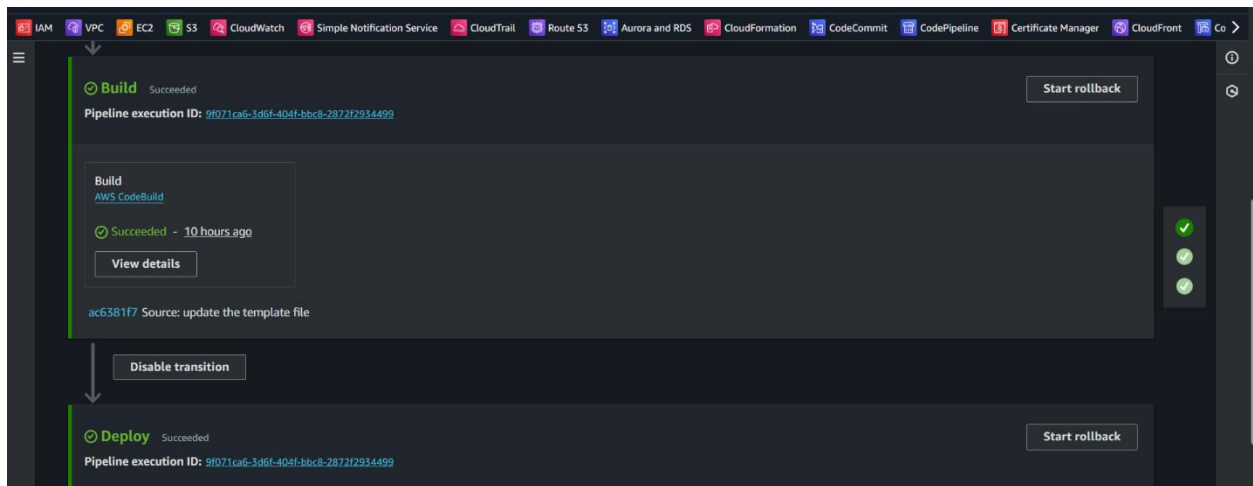 IAM VPC EC2 S3 CloudWatch Simple Notification Service CloudTrail Route 53 Aurora and RDS CloudFormation CodeCommit CodePipeline Certificate Manager CloudFront Co
Build Succeeded Start rollback
Pipeline execution ID: 9f071ca6-3d6f-404f-bbc8-2872f2934499
Build
AWS CodeBuild
Succeeded - 10 hours ago
View details
ac6381f7 Source: update the template file
Disable transition
Deploy Succeeded Start rollback
Pipeline execution ID: 9f071ca6-3d6f-404f-bbc8-2872f2934499